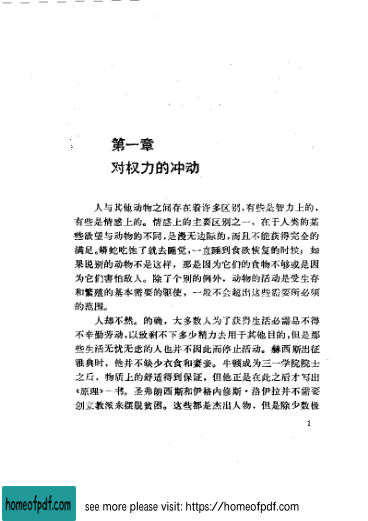 第一章
对权力的冲动
人与其他动物之间存在着许多区别,有些是智力上的,
有些是情感上的。情感上的主要区别之一,在于人类的某
些欲望与动物的不同,是漫无边际的,而且不能获得完全的
满足。蟒蛇吃饱了就去睡觉,一直睡到食欲恢复的时候;如
果说别的动物不是这样,那是因为它们的食物不够或是因
为它们害怕敌人。除了个别的例外,动物的活动是受生存
和繁殖的基本需要的驱使,一般不会超出这些需要所必须
的范围。
人却不然。的确,大多数人为了获得生活必需品不得
不辛勤劳动,以致剩不下多少精力去用于其他目的,但是那
些生活无忧无虑的人也并不因此而停止活动。赫西斯出征
雅典时,他并不缺少衣食和妻妾。牛顿成为三一学院院士
之后,物质上的舒适得到保证,但他正是在此之后才写出
《原理》一书。圣弗朗西斯和伊格内修斯·洛伊拉并不需要
创立教派来摆脱贫困。这些都是杰出人物,但是除少数极
1
homeofpdf.com
see more please visit: https://homeofpdf.com